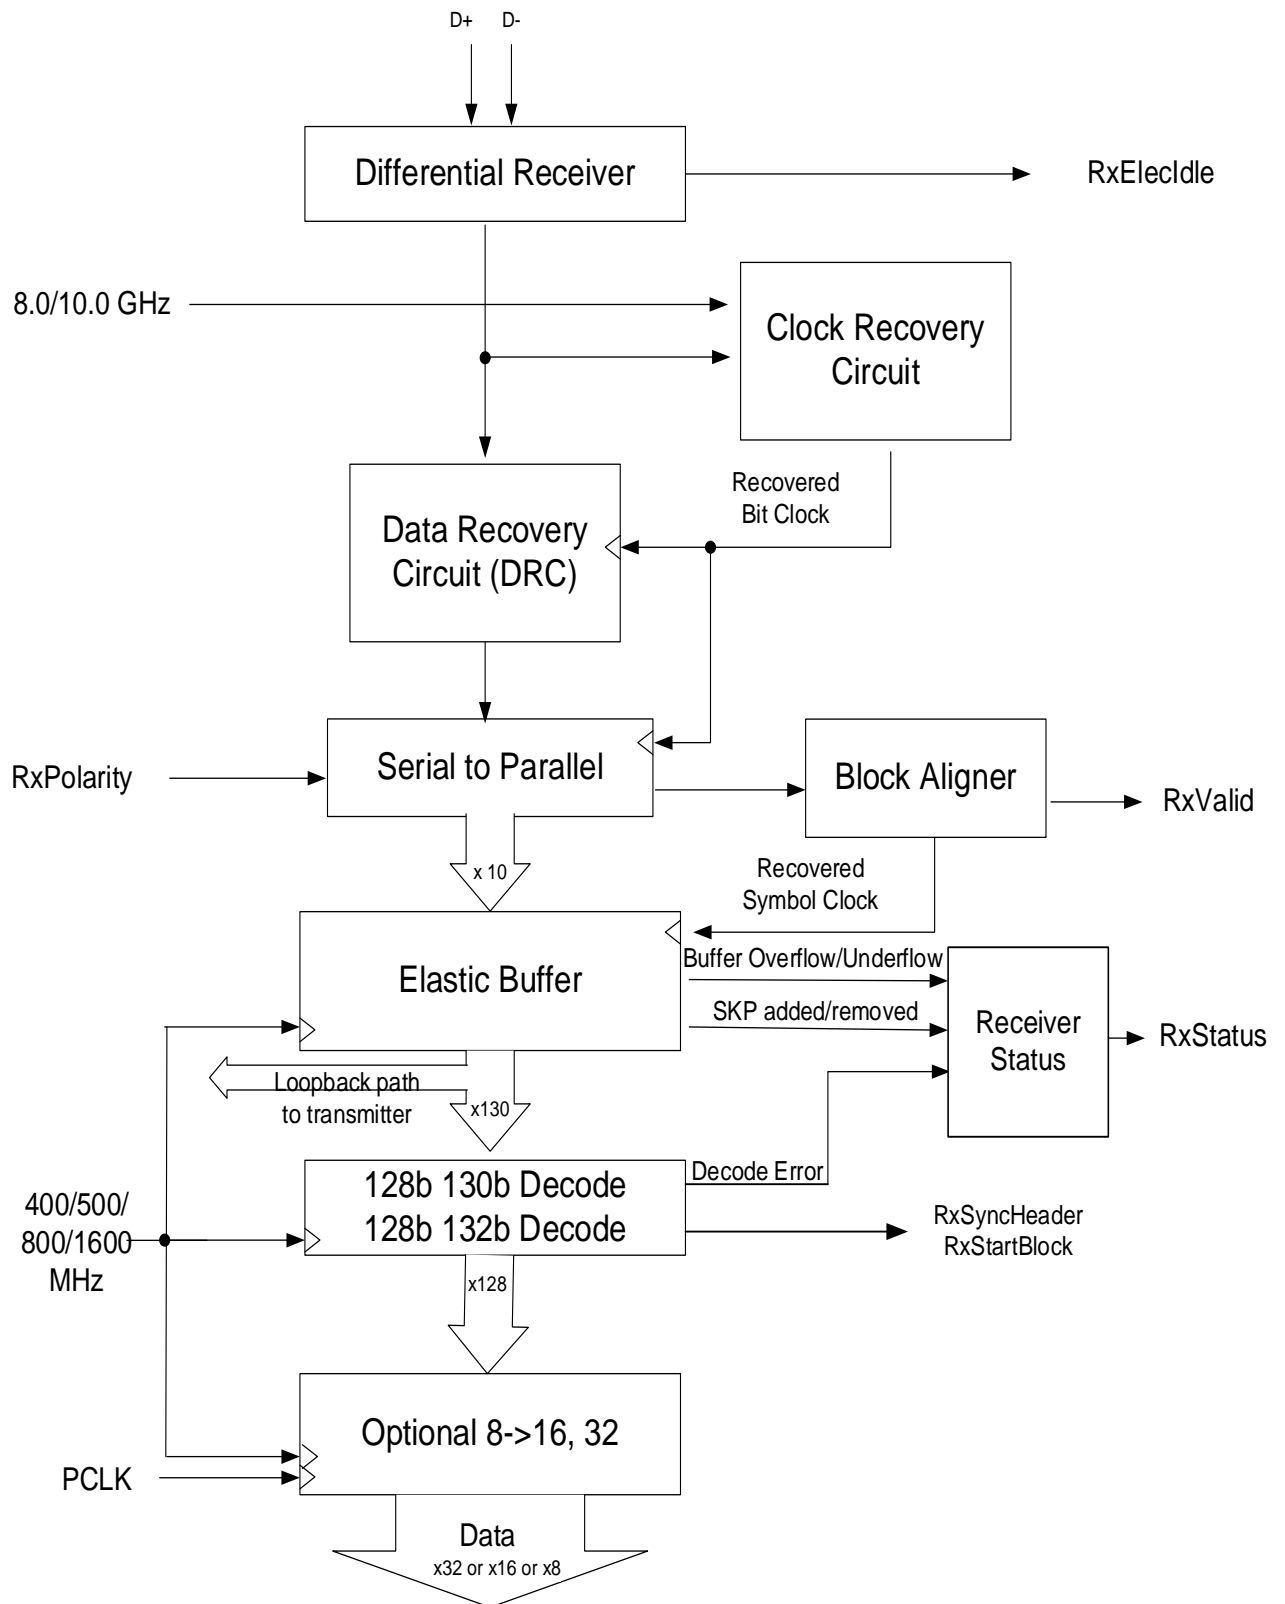 D+ D-
Differential Receiver
RxElecIdle
8.0/10.0 GHz
Clock Recovery
Circuit
Recovered
Bit Clock
Data Recovery
Circuit (DRC)
RxPolarity
Serial to Parallel
Block Aligner
RxValid
x 10
Recovered
Symbol Clock
Elastic Buffer
Buffer Overflow/Underflow
SKP added/removed
Receiver
Status
RxStatus
Loopback path
to transmitter
x130
Decode Error
128b 130b Decode
128b 132b Decode
400/500/
800/1600
MHz
RxSyncHeader
RxStartBlock
x128
Optional 8->16, 32
PCLK
Data
x32 or x16 or x8